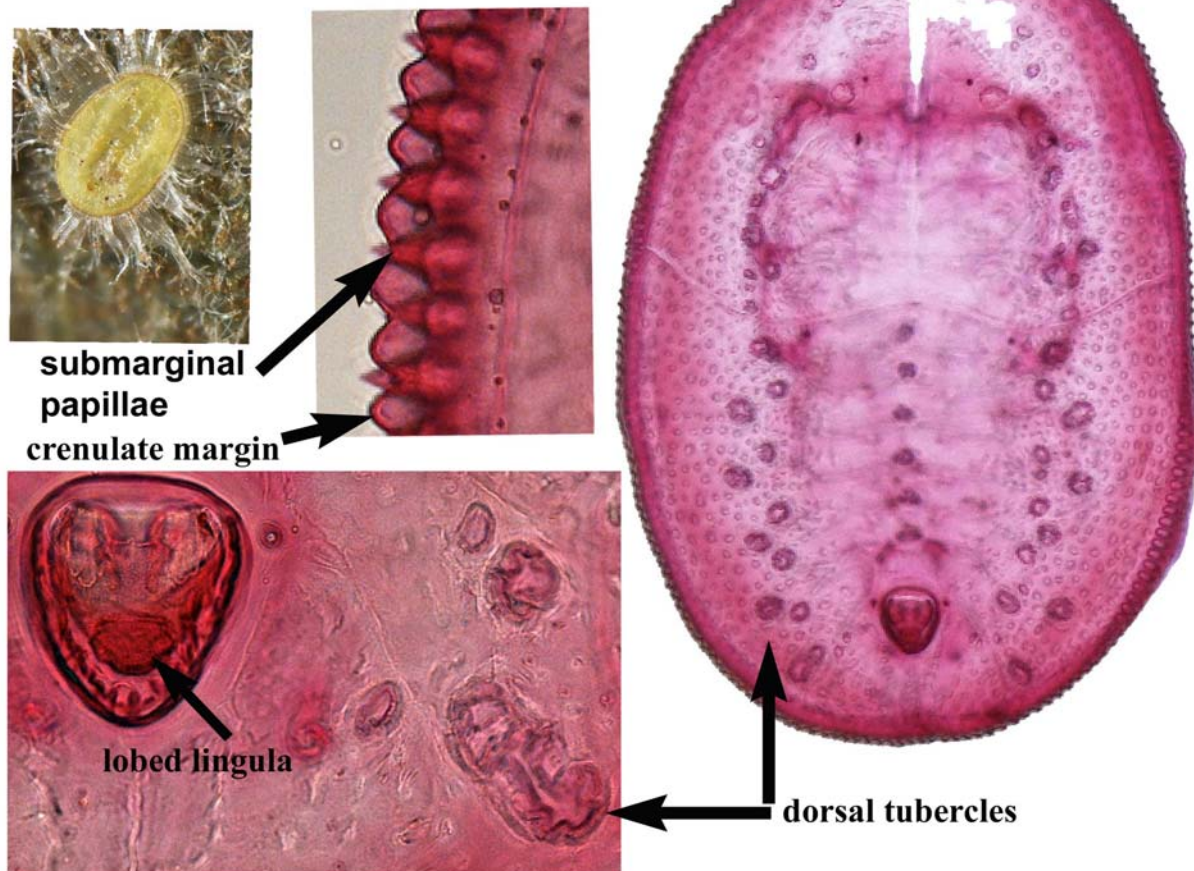 submarginal
papillae
crenulate margin
lobed lingula
dorsal tubercles